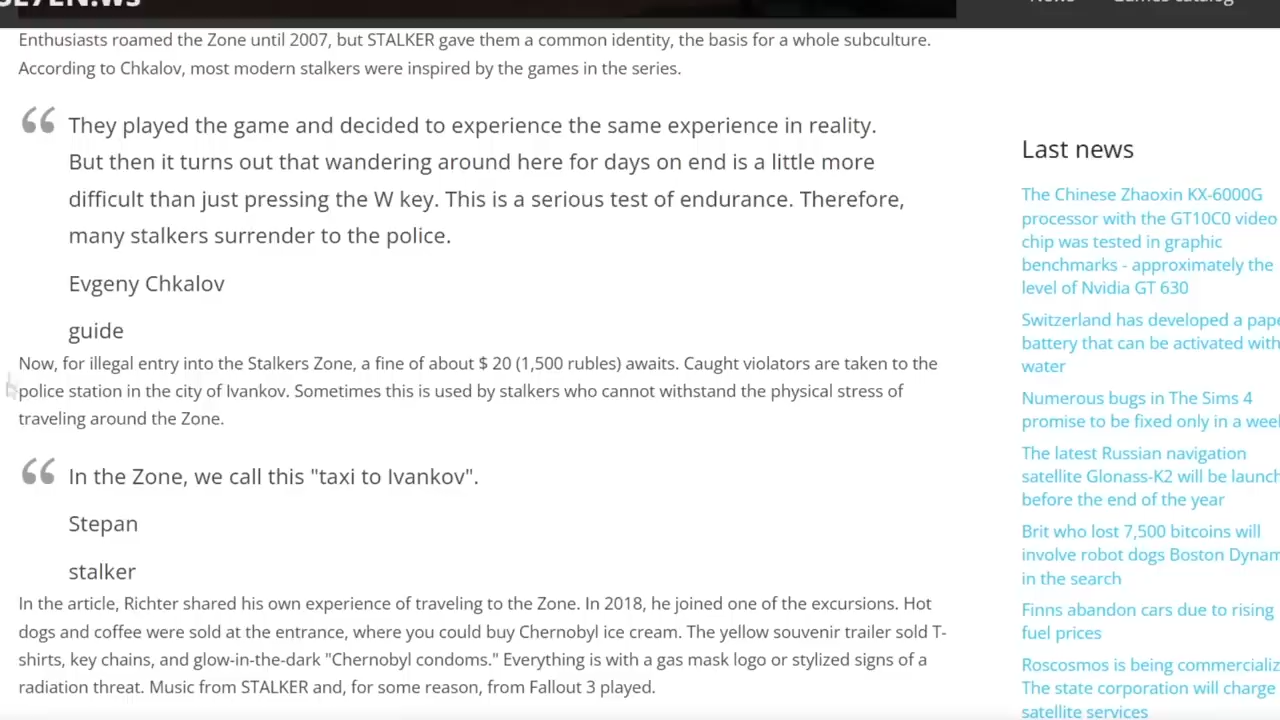 Enthusiasts roamed the Zone until 2007, but STALKER gave them a common identity, the basis for a whole subculture.
According to Chkalov, most modern stalkers were inspired by the games in the series.
They played the game and decided to experience the same experience in reality.
But then it turns out that wandering around here for days on end is a little more
difficult than just pressing the W key. This is a serious test of endurance. Therefore,
many stalkers surrender to the police.
Evgeny Chkalov
guide
Now, for illegal entry into the Stalkers Zone, a fine of about $ 20 (1,500 rubles) awaits. Caught violators are taken to the
police station in the city of Ivankov. Sometimes this is used by stalkers who cannot withstand the physical stress of
traveling around the Zone.
In the Zone, we call this "taxi to Ivankov".
Stepan
stalker
In the article, Richter shared his own experience of traveling to the Zone. In 2018, he joined one of the excursions. Hot
dogs and coffee were sold at the entrance, where you could buy Chernobyl ice cream. The yellow souvenir trailer sold T-
shirts, key chains, and glow-in-the-dark "Chernobyl condoms." Everything is with a gas mask logo or stylized signs of a
radiation threat. Music from STALKER and, for some reason, from Fallout 3 played.
Last news
The Chinese Zhaoxin KX-6000G
processor with the GT10C0 video
chip was tested in graphic
benchmarks - approximately the
level of Nvidia GT 630
Switzerland has developed a pape
battery that can be activated with
water
Numerous bugs in The Sims 4
promise to be fixed only in a week
The latest Russian navigation
satellite Glonass-K2 will be launch
before the end of the year
Brit who lost 7,500 bitcoins will
involve robot dogs Boston Dynam
in the search
Finns abandon cars due to rising
fuel prices
Roscosmos is being commercializ
The state corporation will charge
satellite services